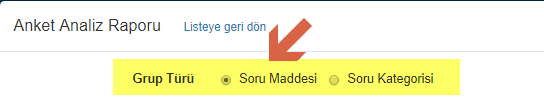 Anket Analiz Raporu Listeye geri dön
Grup Türü Soru Maddesi Soru Kategorisi